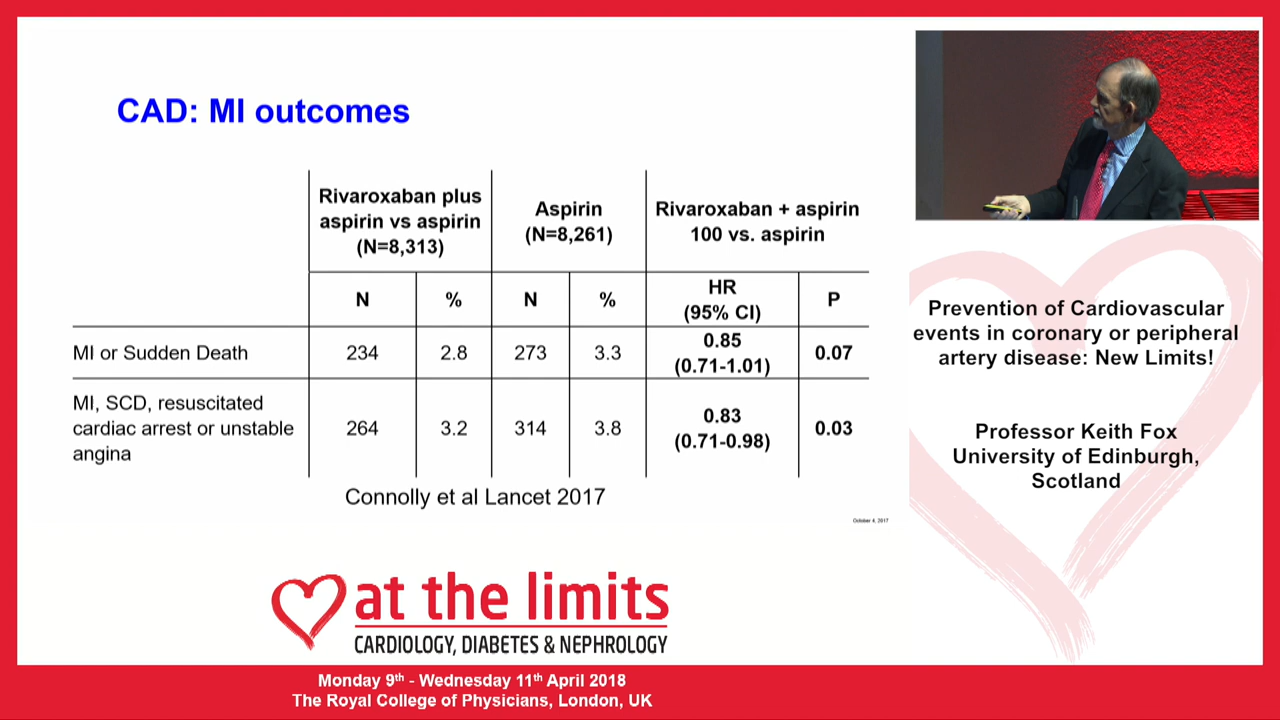 CAD: MI outcomes
Rivaroxaban plus
aspirin vs aspirin
(N=8,313)
Aspirin
(N=8,261)
Rivaroxaban + aspirin
100 vs. aspirin
N
%
N
%
HR
(95% CI)
P
MI or Sudden Death
234
2.8
273
3.3
0.85
(0.71-1.01)
0.07
MI, SCD, resuscitated
cardiac arrest or unstable
angina
264
3.2
314
3.8
0.83
(0.71-0.98)
0.03
Connolly et al Lancet 2017
October 4, 2017
Prevention of Cardiovascular
events in coronary or peripheral
artery disease: New Limits!
Professor Keith Fox
University of Edinburgh,
Scotland
at the limits
CARDIOLOGY, DIABETES & NEPHROLOGY
Monday 9th - Wednesday 11th April 2018
The Royal College of Physicians, London, UK